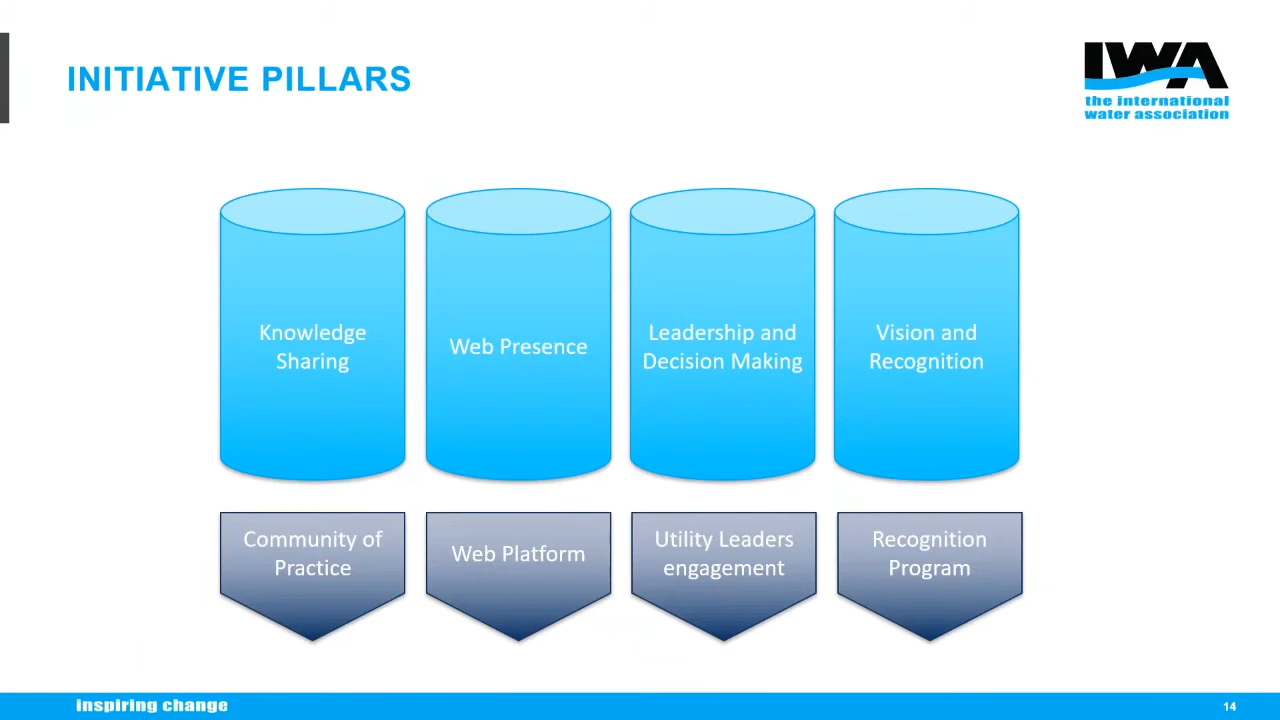 INITIATIVE PILLARS
IWA
the international
water association
Knowledge
Sharing
Web Presence
Leadership and
Decision Making
Vision and
Recognition
Community of
Practice
Web Platform
Utility Leaders
engagement
Recognition
Program
inspiring change
14